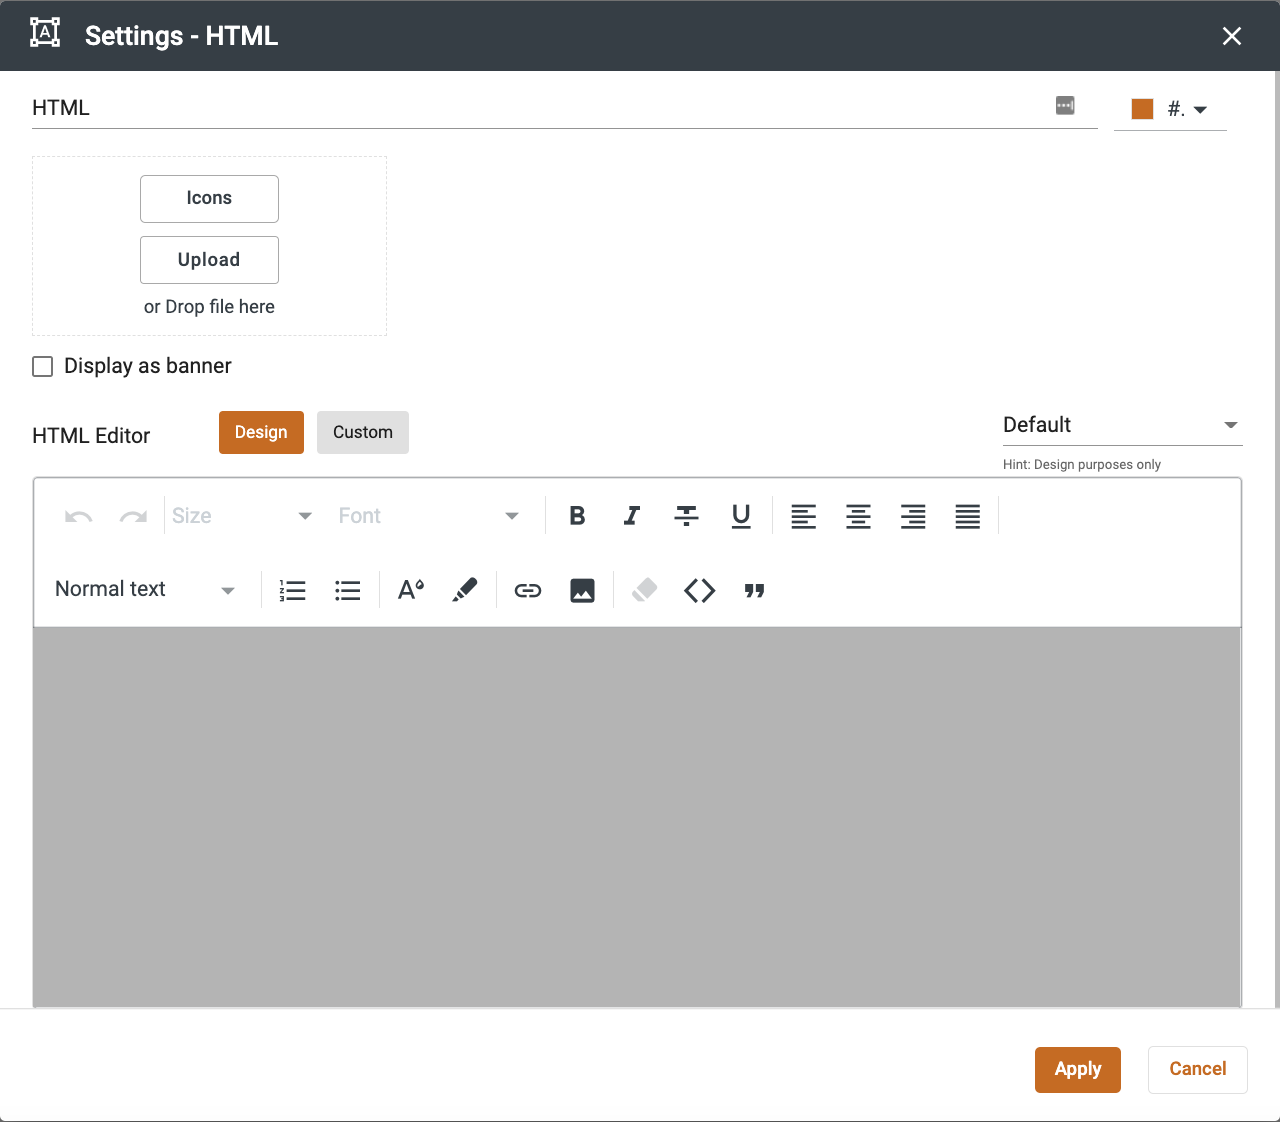 Settings - HTML
HTML
#.
Icons
Upload
or Drop file here
Display as banner
HTML Editor
Design
Custom
Default
Hint: Design purposes only
Size
Font
B
I
T
U
Normal text
A
Apply
Cancel